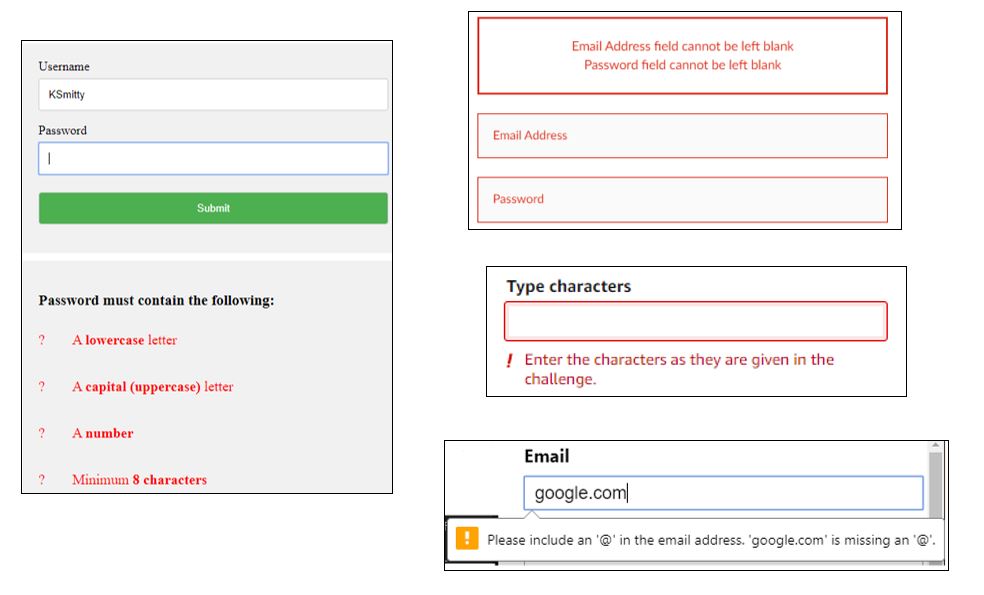 Username
KSmitty
Password
Submit
Password must contain the following:
? A lowercase letter
? A capital (uppercase) letter
? A number
? Minimum 8 characters
Email Address field cannot be left blank
Password field cannot be left blank
Email Address
Password
Type characters
! Enter the characters as they are given in the
challenge.
Email
google.com
! Please include an '@' in the email address. 'google.com' is missing an '@'.